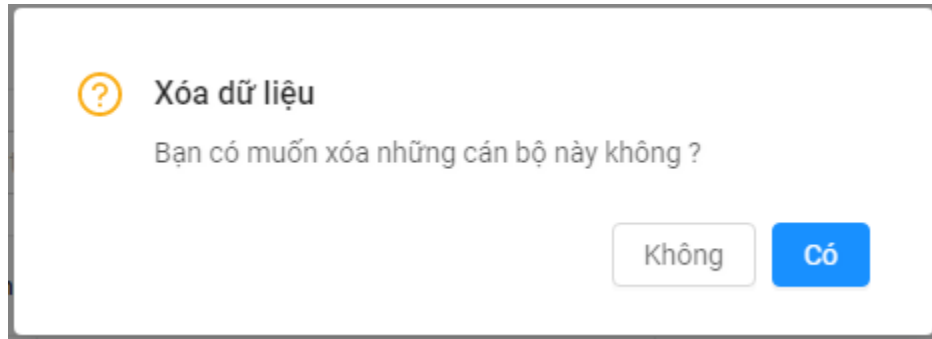 Xóa dữ liệu
Bạn có muốn xóa những cán bộ này không ?
Không
Có